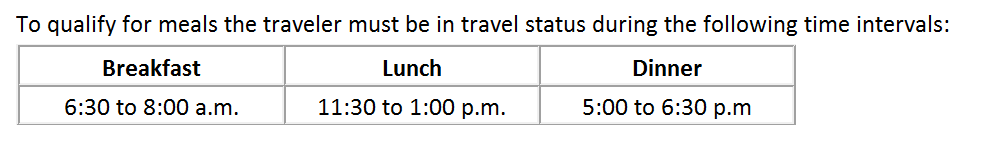 To qualify for meals the traveler must be in travel status during the following time intervals:
Breakfast Lunch Dinner
6:30 to 8:00 a.m. 11:30 to 1:00 p.m. 5:00 to 6:30 p.m